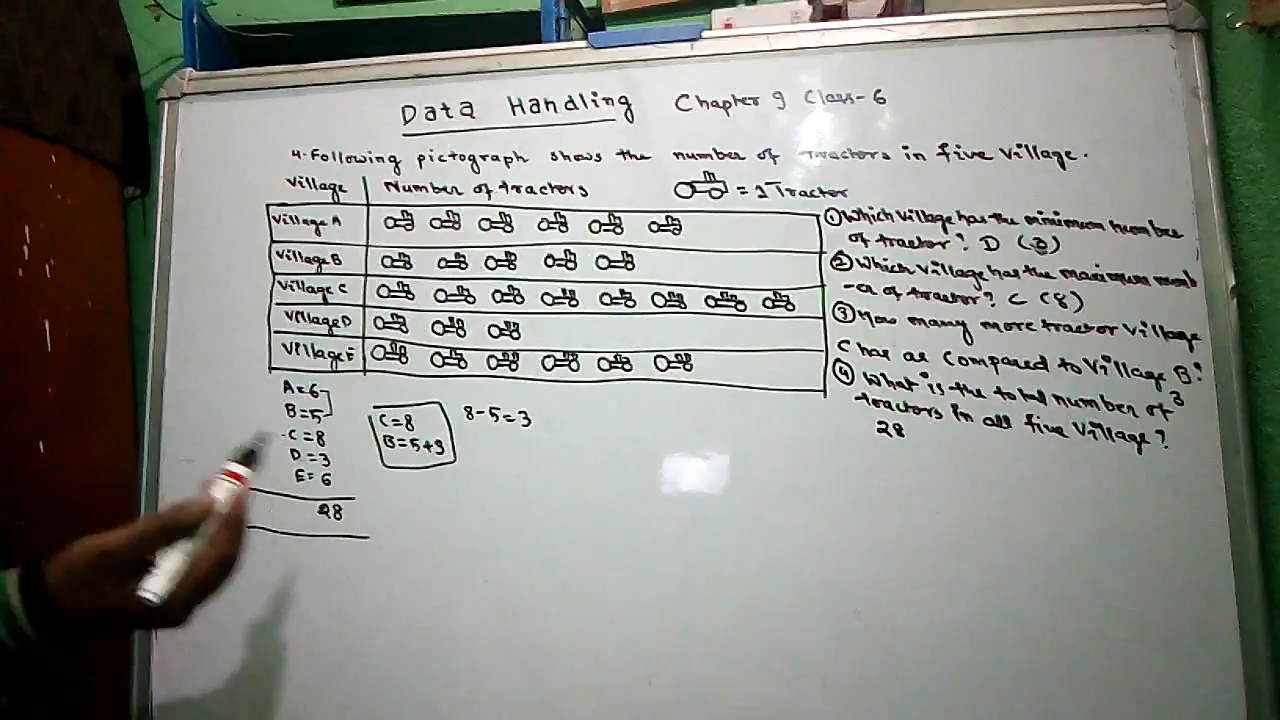 Data Handling Chapter 9 Class-6
4. Following pictograph shows the number of Tractors in five Village.
Village Number of tractors = 1 Tractor
Village A
Village B
Village C
Village D
Village E
① Which Village has the minimum number
of tractor? D (3)
② Which Village has the maximum
of tractor? C (8)
③ How many more tractor Village
C has as compared to Village B? 3
④ What is the total number of
tractors in all five Village?
28
A=6
B=5
C=8
D=3
E=6
28
C=8
B=5+3
8-5=3